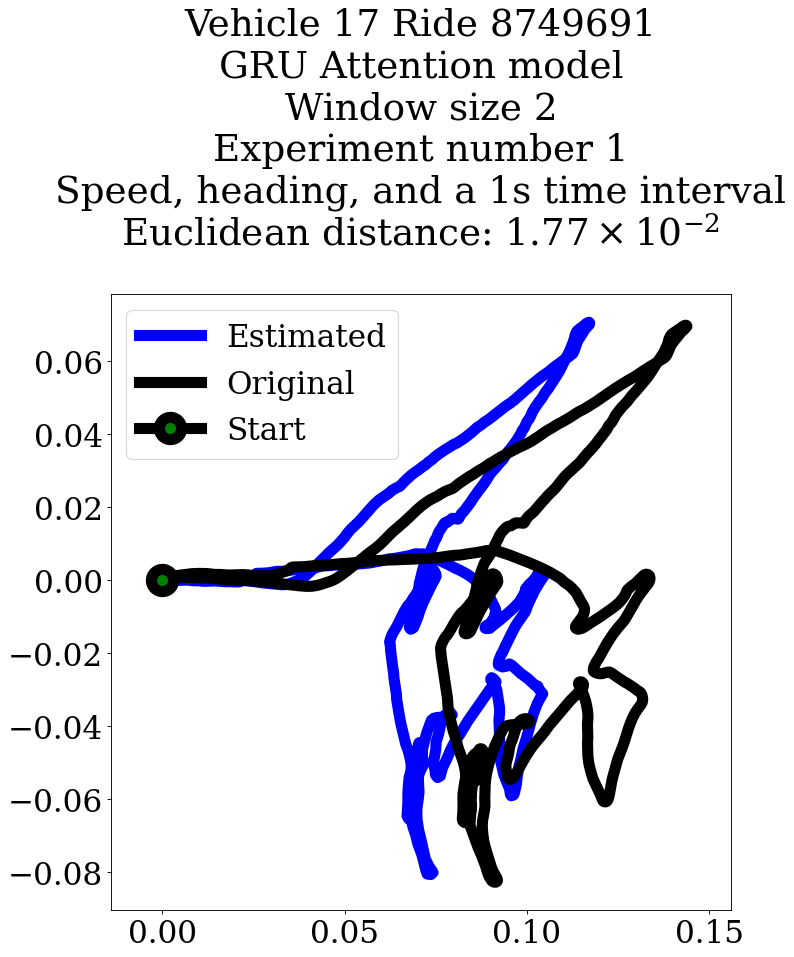 Vehicle 17 Ride 8749691
GRU Attention model
Window size 2
Experiment number 1
Speed, heading, and a 1s time interval
Euclidean distance: 1.77 × 10⁻²
Estimated
Original
Start
0.06
0.04
0.02
0.00
−0.02
−0.04
−0.06
−0.08
0.00 0.05 0.10 0.15